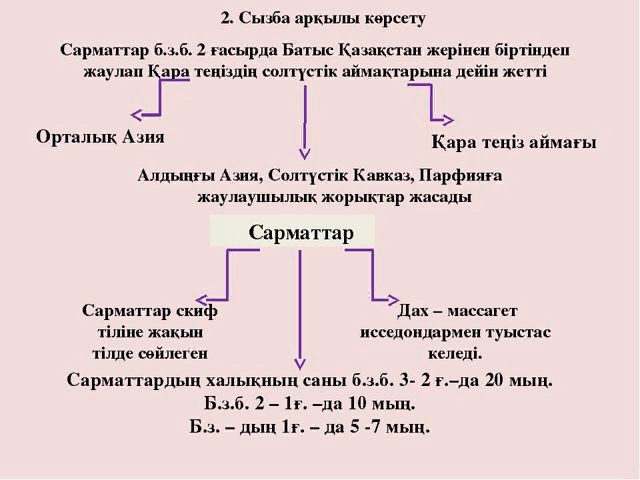 2. Сызба арқылы көрсету
Сарматтар б.з.б. 2 ғасырда Батыс Қазақстан жерінен біртіндеп
жаулап Қара теңіздің солтүстік аймақтарына дейін жетті
Орталық Азия
Қара теңіз аймағы
Алдыңғы Азия, Солтүстік Кавказ, Парфияға
жаулаушылық жорықтар жасады
Сарматтар
Сарматтар скиф
тіліне жақын
тілде сөйлеген
Дах – массагет
исседондармен туыстас
келеді.
Сарматтардың халықның саны б.з.б. 3- 2 ғ.–да 20 мың.
Б.з.б. 2 – 1ғ. –да 10 мың.
Б.з. – дың 1ғ. – да 5 -7 мың.